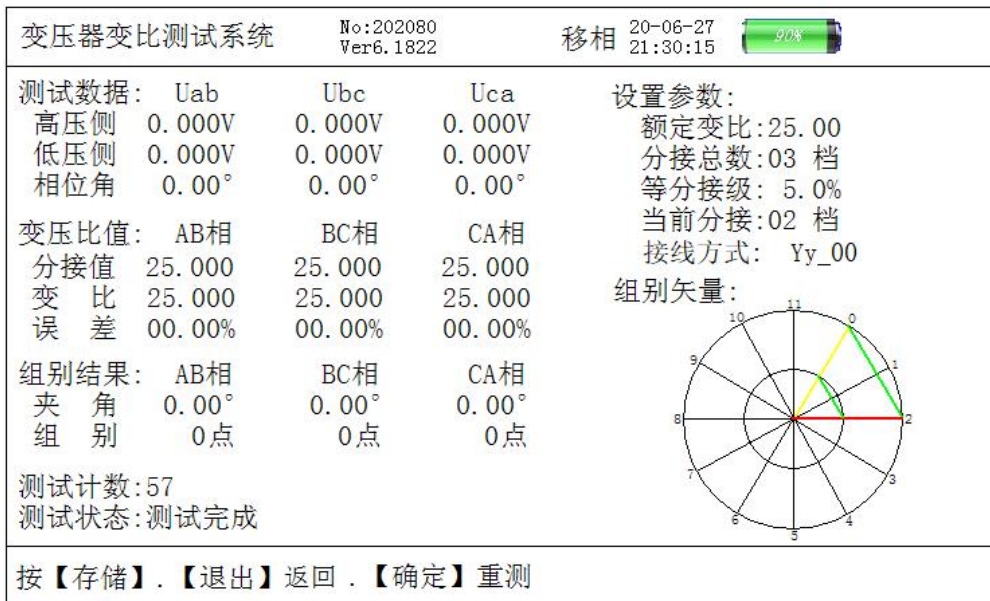 变压器变比测试系统 No:202080 Ver6.1822 移相 20-06-27 21:30:15 90%
测试数据: Uab Ubc Uca
高压侧 0.000V 0.000V 0.000V
低压侧 0.000V 0.000V 0.000V
相位角 0.00° 0.00° 0.00°
变压比值: AB相 BC相 CA相
分接值 25.000 25.000 25.000
变 比 25.000 25.000 25.000
误 差 00.00% 00.00% 00.00%
组别结果: AB相 BC相 CA相
夹 角 0.00° 0.00° 0.00°
组 别 0点 0点 0点
测试计数:57
测试状态:测试完成
设置参数:
额定变比:25.00
分接总数:03 档
等分接级: 5.0%
当前分接:02 档
接线方式: Yy_00
组别矢量:
11
10 0
9 1
8 2
7 3
6 4
5
按【存储】.【退出】返回.【确定】重测